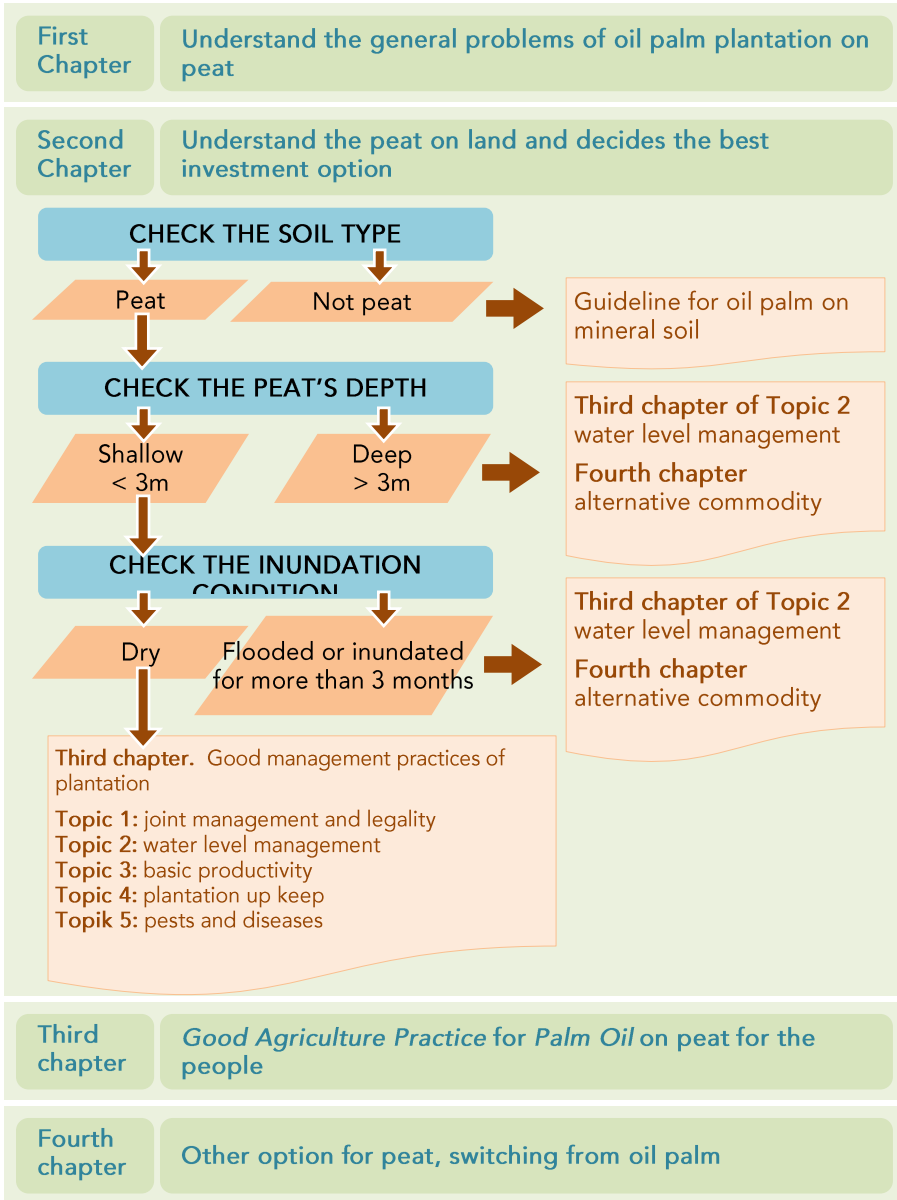 First
Chapter
Understand the general problems of oil palm plantation on
peat
Second
Chapter
Understand the peat on land and decides the best
investment option
CHECK THE SOIL TYPE
Peat
Not peat
Guideline for oil palm on
mineral soil
CHECK THE PEAT'S DEPTH
Shallow
< 3m
Deep
> 3m
Third chapter of Topic 2
water level management
Fourth chapter
alternative commodity
CHECK THE INUNDATION
CONDITION
Dry
Flooded or inundated
for more than 3 months
Third chapter of Topic 2
water level management
Fourth chapter
alternative commodity
Third chapter. Good management practices of
plantation
Topic 1: joint management and legality
Topic 2: water level management
Topic 3: basic productivity
Topic 4: plantation up keep
Topik 5: pests and diseases
Third
chapter
Good Agriculture Practice for Palm Oil on peat for the
people
Fourth
chapter
Other option for peat, switching from oil palm